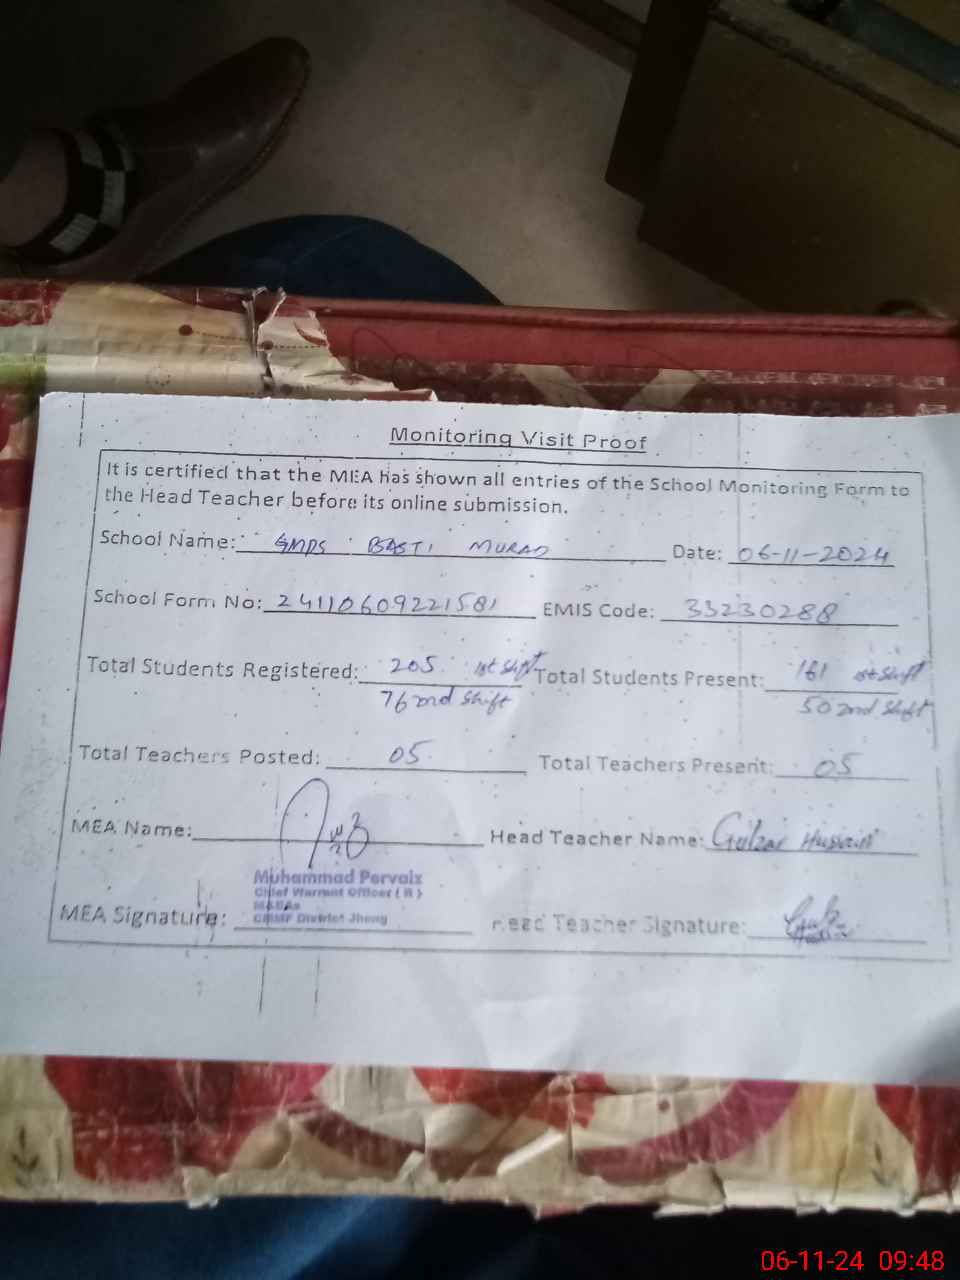 Monitoring Visit Proof
It is certified that the MEA has shown all entries of the School Monitoring Form to
the Head Teacher before its online submission.
School Name: GMPS BASTI MURAD Date: 06-11-2024
School Form No: 24110609221581 EMIS Code: 33230288
Total Students Registered: 205 1st Shift Total Students Present: 161 1st Shift
76 2nd Shift 50 2nd Shift
Total Teachers Posted: 05 Total Teachers Present: 05
MEA Name: Head Teacher Name: Gulzar Hussain
Muhammad Pervaix
Chief Warrant Officer ( R )
MEA Signature: Head Teacher Signature:
District Jhang
06-11-24 09:48